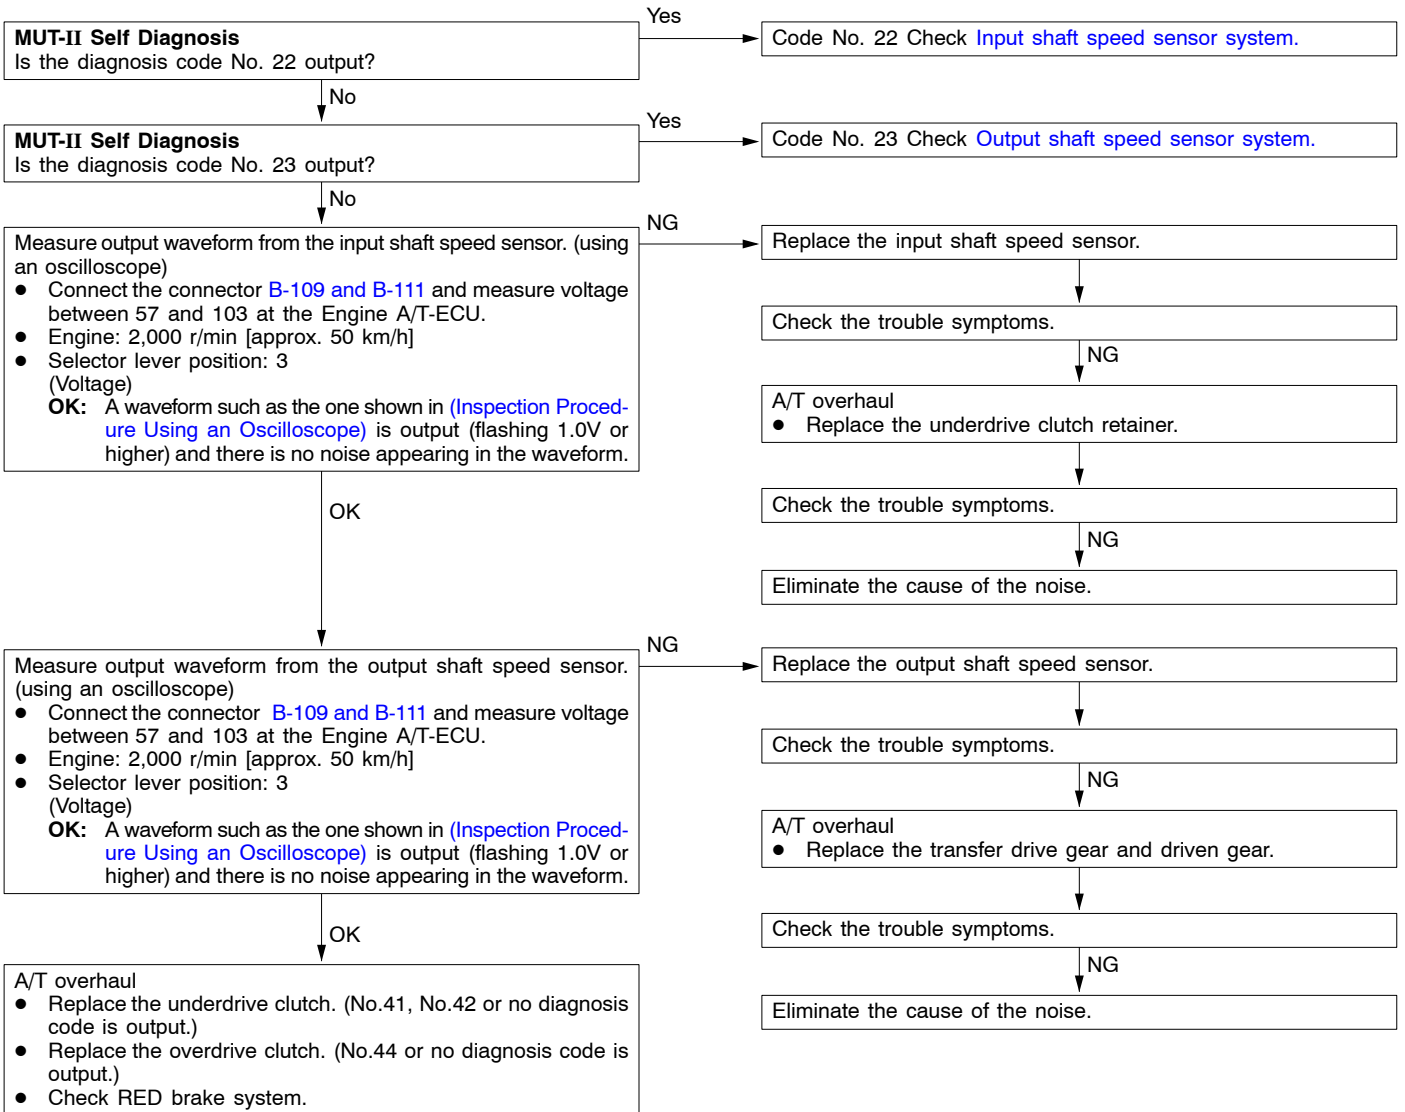 Yes
MUT-II Self Diagnosis
Is the diagnosis code No. 22 output?
Code No. 22 Check Input shaft speed sensor system.
No
Yes
MUT-II Self Diagnosis
Is the diagnosis code No. 23 output?
Code No. 23 Check Output shaft speed sensor system.
No
NG
Measure output waveform from the input shaft speed sensor. (using
an oscilloscope)
● Connect the connector B-109 and B-111 and measure voltage
between 57 and 103 at the Engine A/T-ECU.
● Engine: 2,000 r/min [approx. 50 km/h]
● Selector lever position: 3
(Voltage)
OK: A waveform such as the one shown in (Inspection Proced-
ure Using an Oscilloscope) is output (flashing 1.0V or
higher) and there is no noise appearing in the waveform.
Replace the input shaft speed sensor.
Check the trouble symptoms.
NG
A/T overhaul
● Replace the underdrive clutch retainer.
Check the trouble symptoms.
NG
Eliminate the cause of the noise.
OK
NG
Measure output waveform from the output shaft speed sensor.
(using an oscilloscope)
● Connect the connector B-109 and B-111 and measure voltage
between 57 and 103 at the Engine A/T-ECU.
● Engine: 2,000 r/min [approx. 50 km/h]
● Selector lever position: 3
(Voltage)
OK: A waveform such as the one shown in (Inspection Proced-
ure Using an Oscilloscope) is output (flashing 1.0V or
higher) and there is no noise appearing in the waveform.
Replace the output shaft speed sensor.
Check the trouble symptoms.
NG
A/T overhaul
● Replace the transfer drive gear and driven gear.
Check the trouble symptoms.
NG
Eliminate the cause of the noise.
OK
A/T overhaul
● Replace the underdrive clutch. (No.41, No.42 or no diagnosis
code is output.)
● Replace the overdrive clutch. (No.44 or no diagnosis code is
output.)
● Check RED brake system.